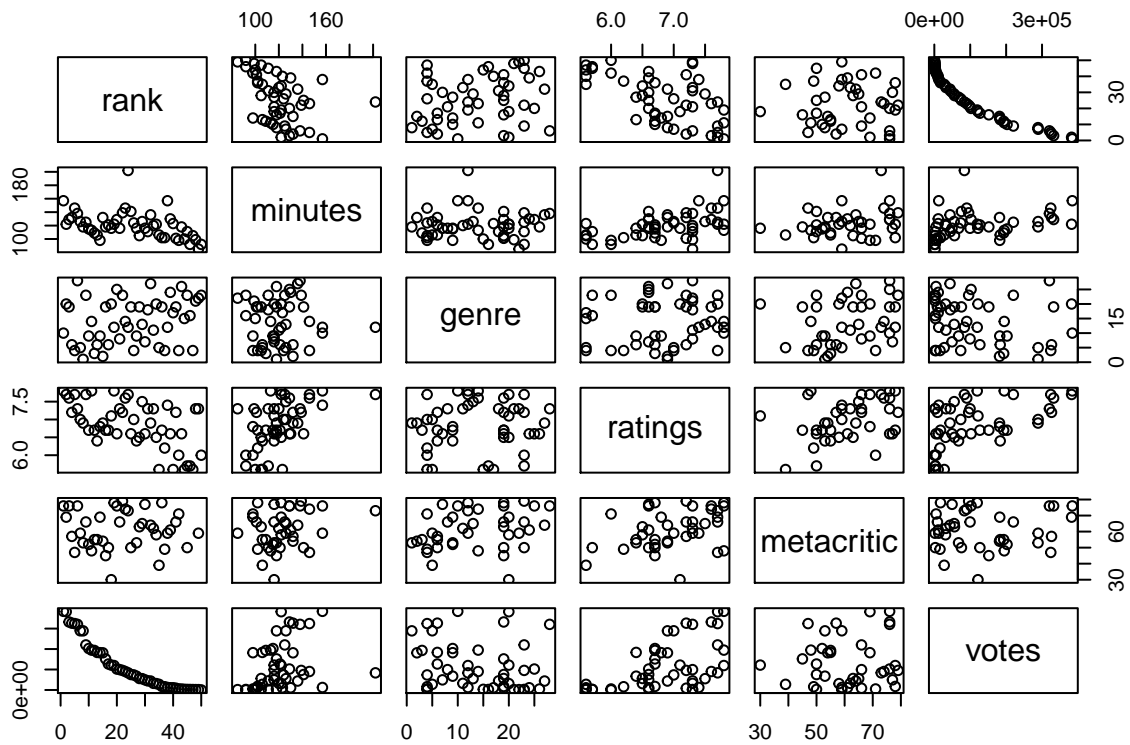 100 160 6.0 7.0 0e+00 3e+05
rank 0 30
100 180 minutes
genre 0 15
6.0 7.5 ratings
metacritic 30 60
0e+00 votes
0 20 40 0 10 20 30 50 70